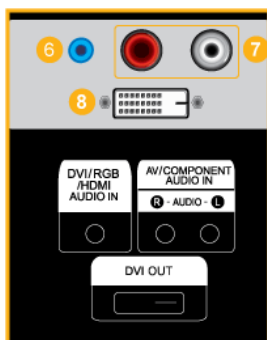 6
7
8
DVI/RGB
/HDMI
AUDIO IN
AV/COMPONENT
AUDIO IN
R - AUDIO - L
DVI OUT